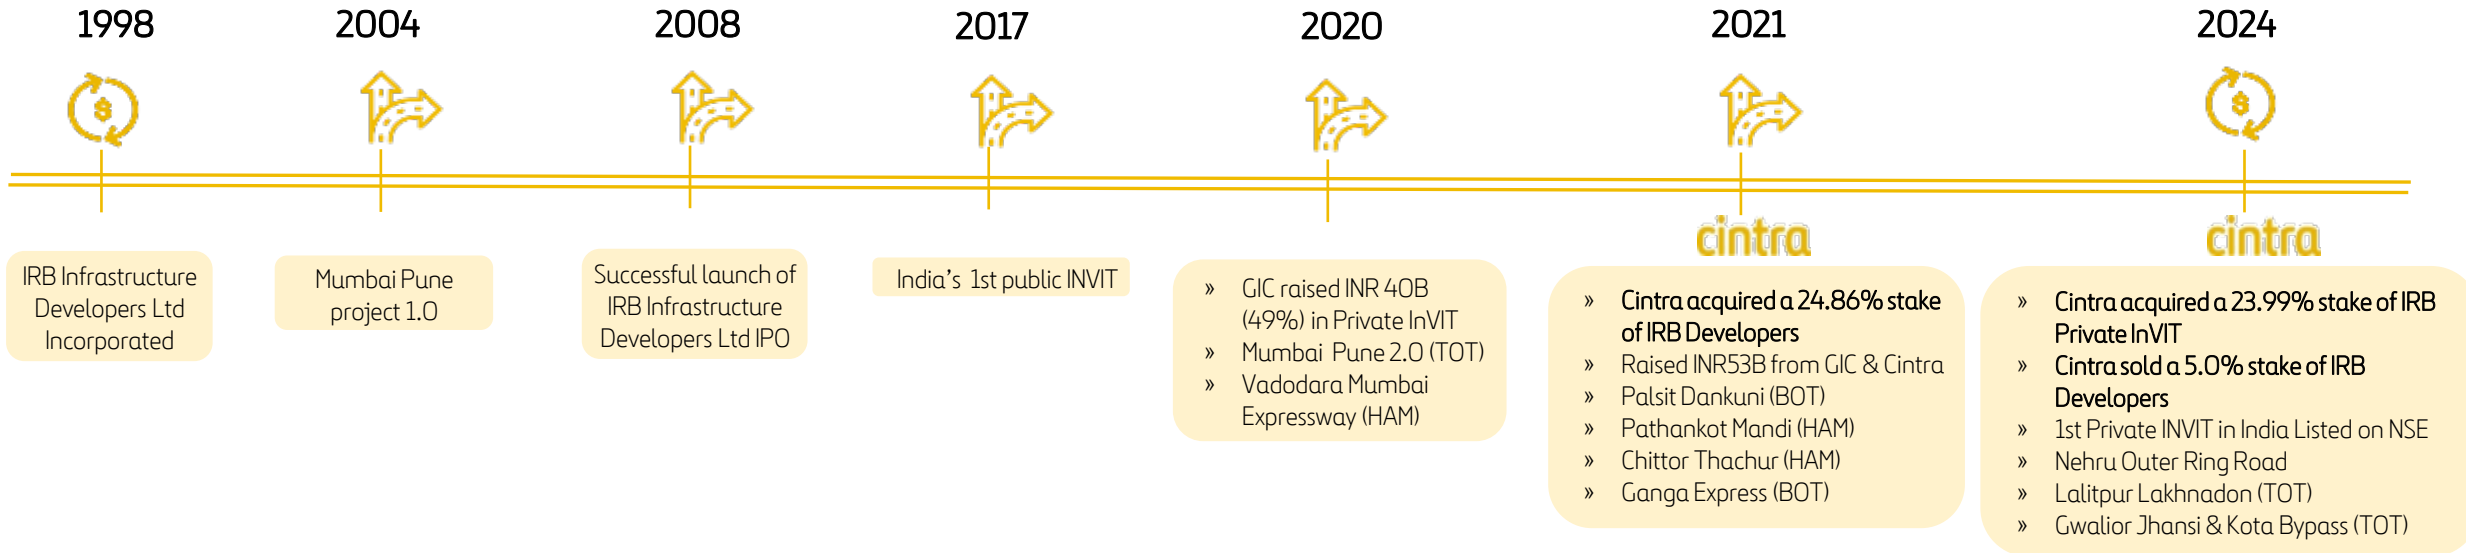 1998
2004
2008
2017
2020
2021
2024
$
$
cintra
cintra
IRB Infrastructure
Developers Ltd
Incorporated
Mumbai Pune
project 1.0
Successful launch of
IRB Infrastructure
Developers Ltd IPO
India's 1st public INVIT
» GIC raised INR 40B
(49%) in Private InVIT
» Mumbai Pune 2.0 (TOT)
» Vadodara Mumbai
Expressway (HAM)
» Cintra acquired a 24.86% stake
of IRB Developers
» Raised INR53B from GIC & Cintra
» Palsit Dankuni (BOT)
» Pathankot Mandi (HAM)
» Chittor Thachur (HAM)
» Ganga Express (BOT)
» Cintra acquired a 23.99% stake of IRB
Private InVIT
» Cintra sold a 5.0% stake of IRB
Developers
» 1st Private INVIT in India Listed on NSE
» Nehru Outer Ring Road
» Lalitpur Lakhnadon (TOT)
» Gwalior Jhansi & Kota Bypass (TOT)